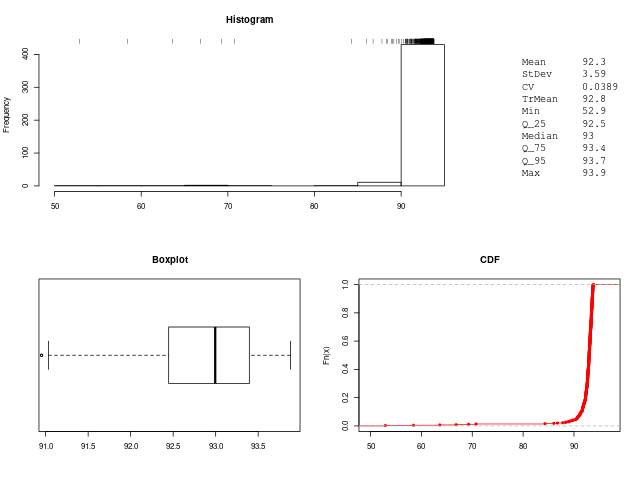 Histogram
Frequency
0 100 200 300 400
50 60 70 80 90
Mean 92.3
StDev 3.59
CV 0.0389
TrMean 92.8
Min 52.9
Q_25 92.5
Median 93
Q_75 93.4
Q_95 93.7
Max 93.9
Boxplot
91.0 91.5 92.0 92.5 93.0 93.5
CDF
Fn(x)
0.0 0.2 0.4 0.6 0.8 1.0
50 60 70 80 90